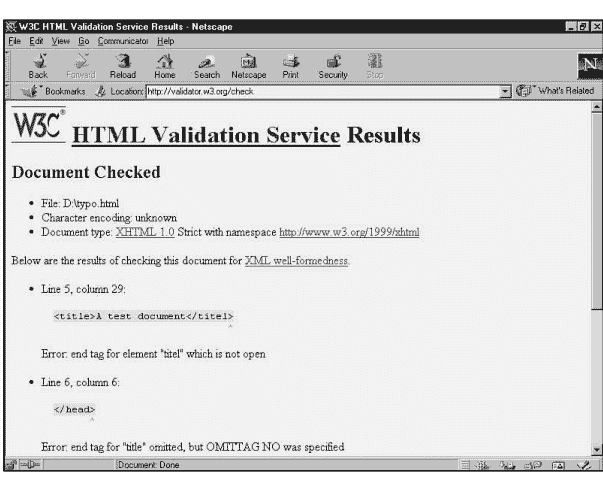 W3C HTML Validation Service Results - Netscape
File Edit View Go Communicator Help
Back Forward Reload Home Search Netscape Print Security Stop
Bookmarks Location: http://validator.w3.org/check What's Related
W3C® HTML Validation Service Results
Document Checked
• File: D:\typo.html
• Character encoding: unknown
• Document type: XHTML 1.0 Strict with namespace http://www.w3.org/1999/xhtml
Below are the results of checking this document for XML well-formedness.
• Line 5, column 29:
<title>A test document</titel>
^
Error: end tag for element "titel" which is not open
• Line 6, column 6:
</head>
^
Error: end tag for "title" omitted, but OMITTAG NO was specified
Document: Done